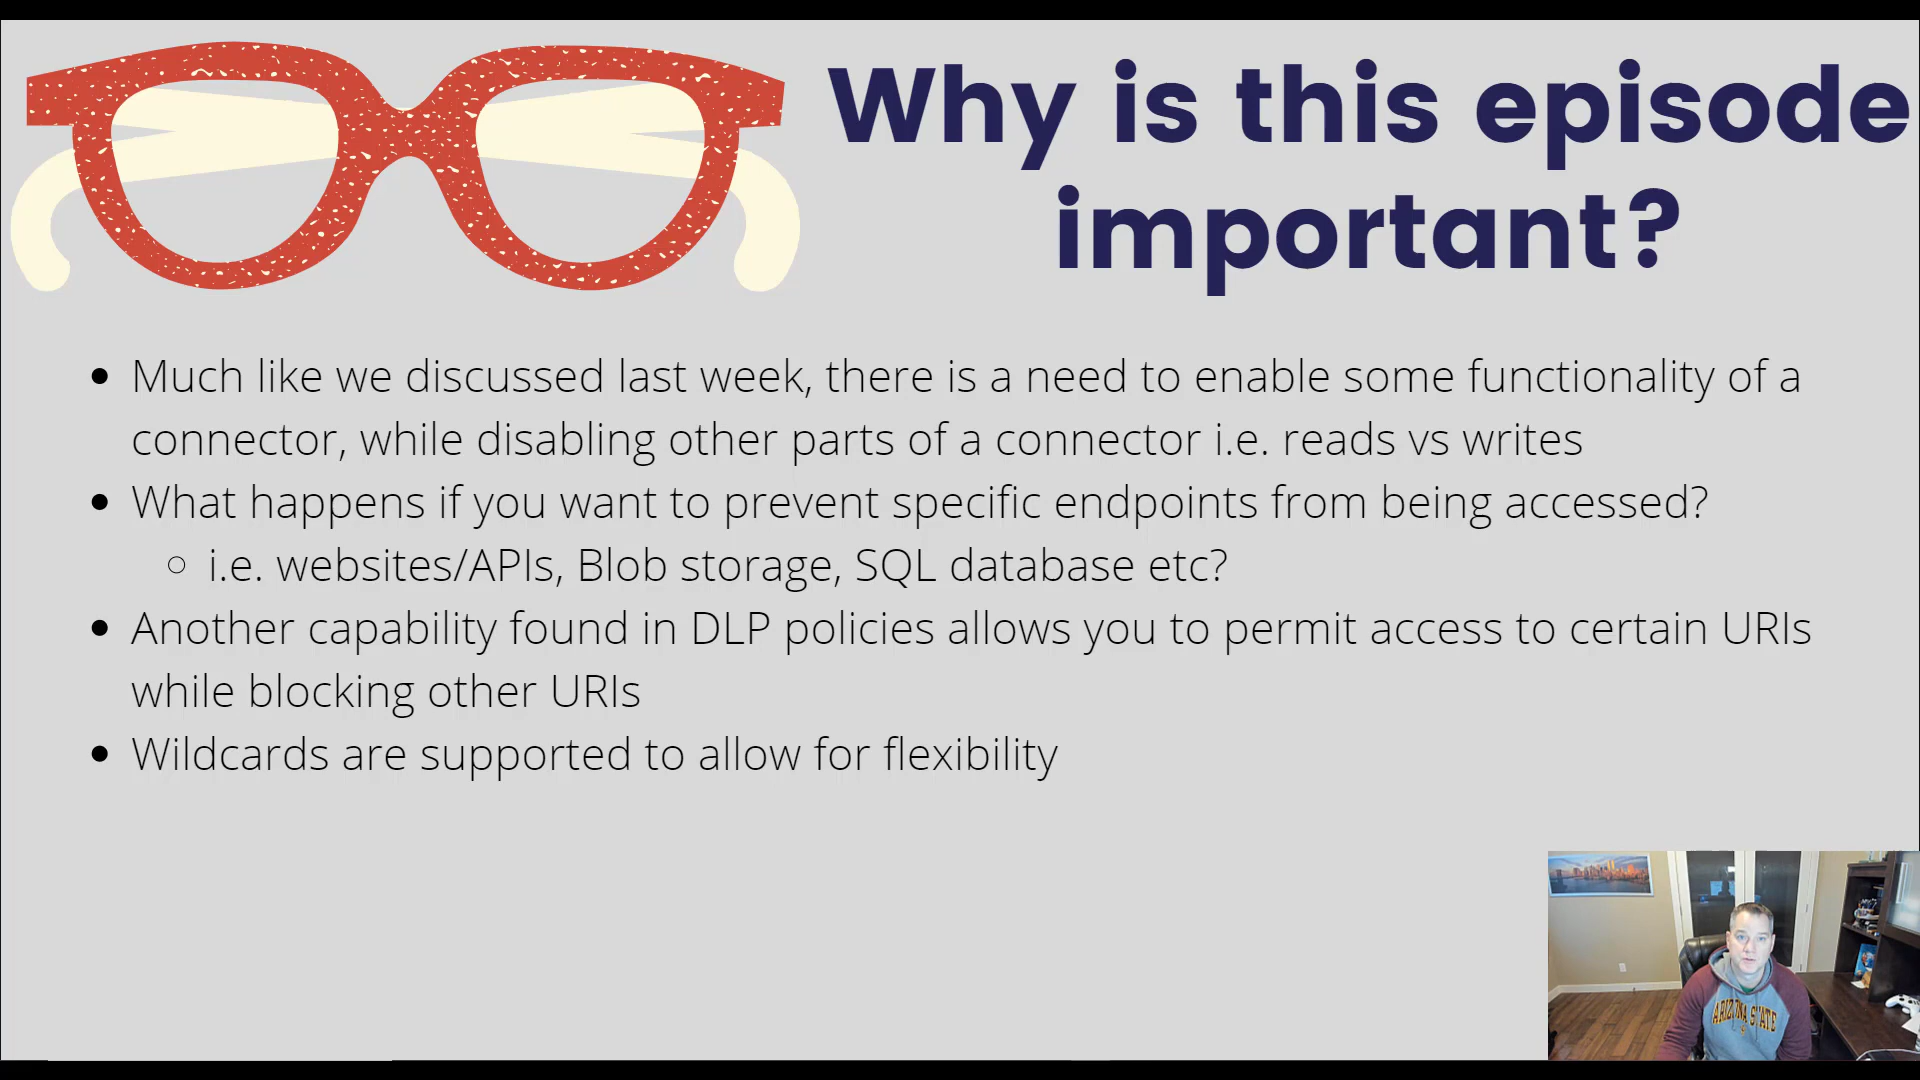 Why is this episode
important?
• Much like we discussed last week, there is a need to enable some functionality of a
connector, while disabling other parts of a connector i.e. reads vs writes
• What happens if you want to prevent specific endpoints from being accessed?
○ i.e. websites/APIs, Blob storage, SQL database etc?
• Another capability found in DLP policies allows you to permit access to certain URIs
while blocking other URIs
• Wildcards are supported to allow for flexibility
ARIZONA STATE